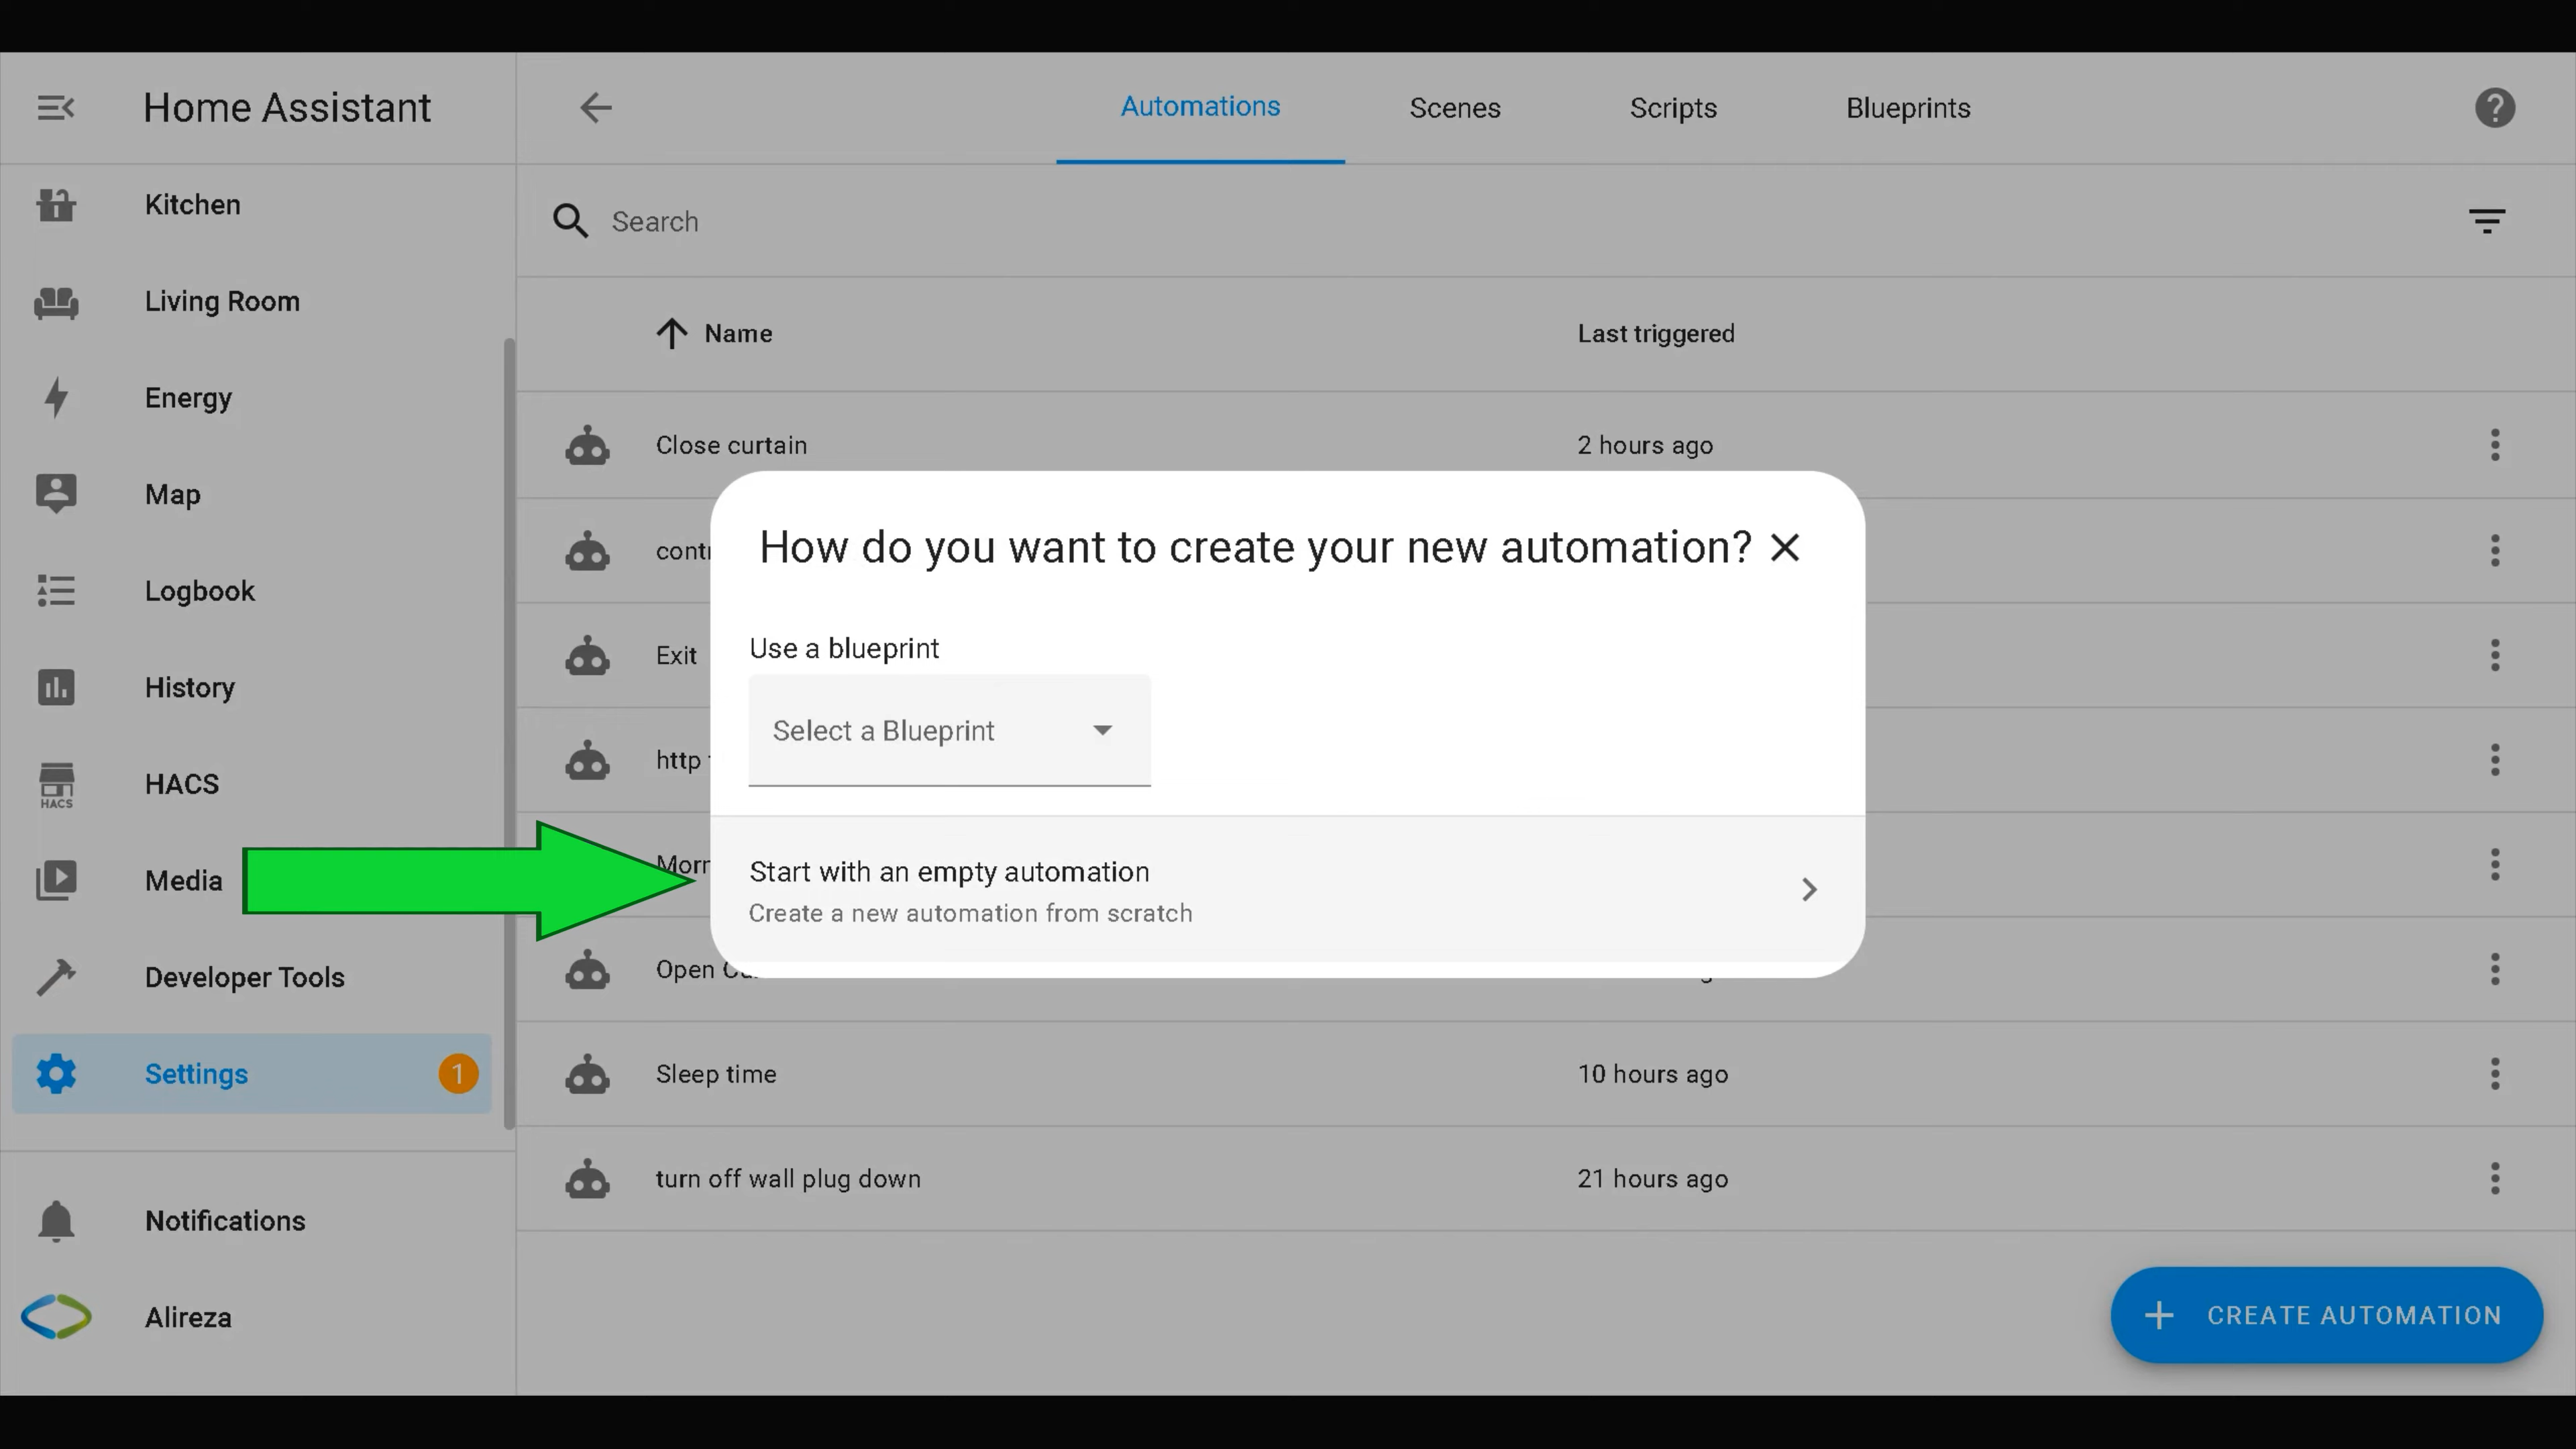 Home Assistant
Automations
Scenes
Scripts
Blueprints
Kitchen
Living Room
Energy
Map
Logbook
History
HACS
HACS
Media
Developer Tools
Settings
1
Notifications
Alireza
Search
Name
Last triggered
Close curtain
2 hours ago
Exit
http
Open
Sleep time
10 hours ago
turn off wall plug down
21 hours ago
How do you want to create your new automation?
Use a blueprint
Select a Blueprint
Start with an empty automation
Create a new automation from scratch
CREATE AUTOMATION